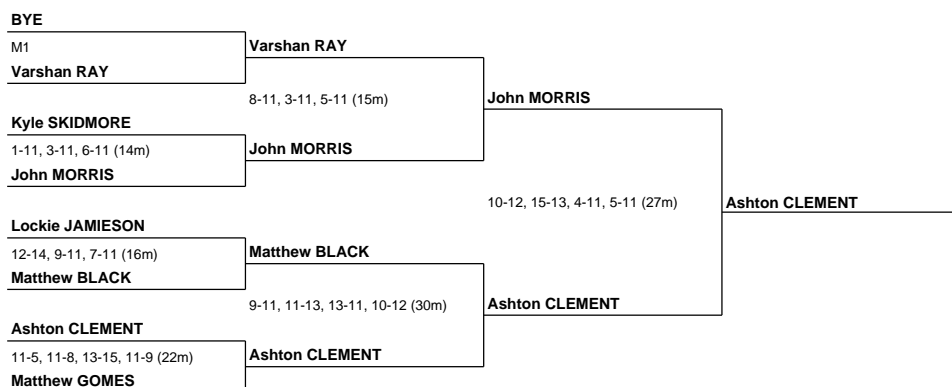 BYE
M1
Varshan RAY
Varshan RAY
8-11, 3-11, 5-11 (15m)
John MORRIS
Kyle SKIDMORE
1-11, 3-11, 6-11 (14m)
John MORRIS
John MORRIS
10-12, 15-13, 4-11, 5-11 (27m)
Ashton CLEMENT
Lockie JAMIESON
12-14, 9-11, 7-11 (16m)
Matthew BLACK
Matthew BLACK
9-11, 11-13, 13-11, 10-12 (30m)
Ashton CLEMENT
Ashton CLEMENT
11-5, 11-8, 13-15, 11-9 (22m)
Ashton CLEMENT
Matthew GOMES